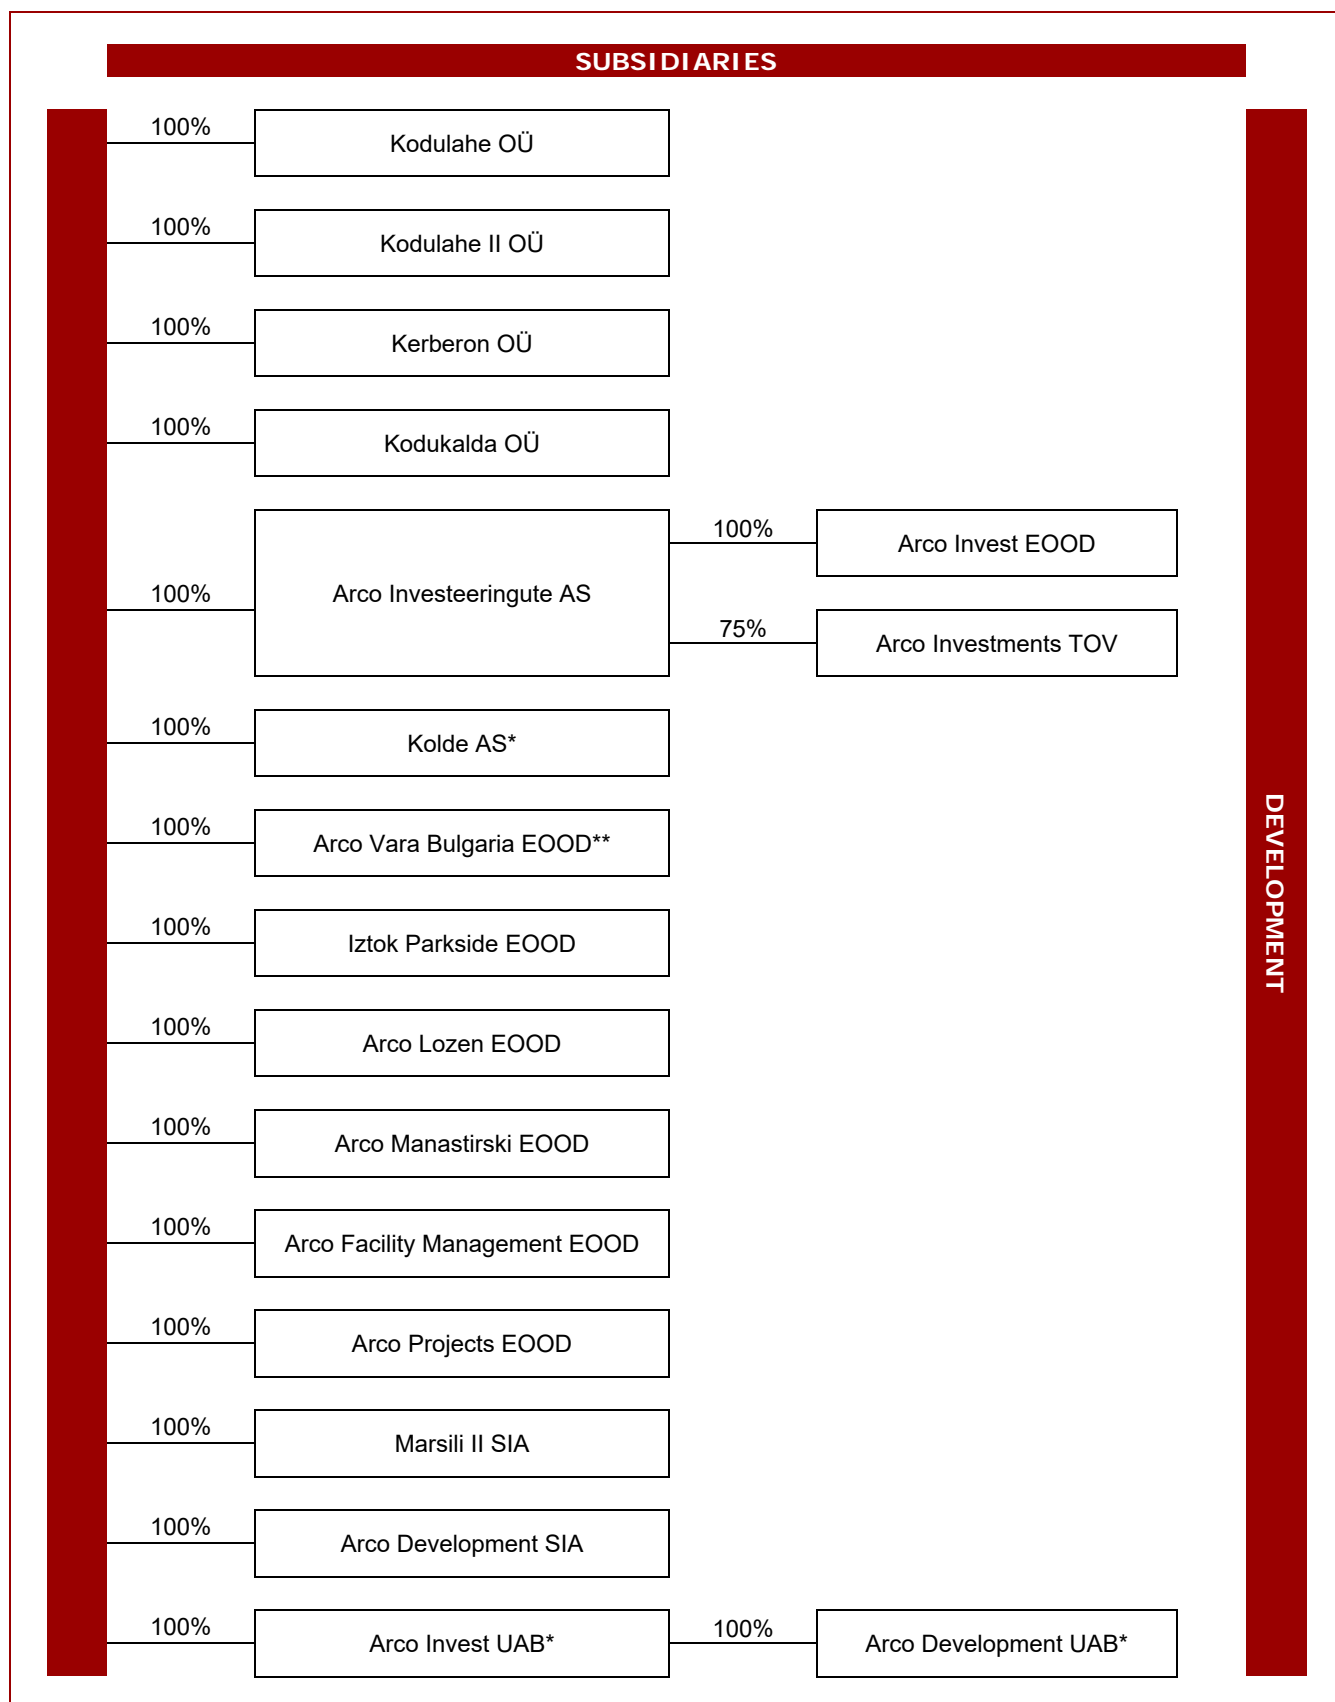 SUBSIDIARIES
100%
Kodulahe OÜ
100%
Kodulahe II OÜ
100%
Kerberon OÜ
100%
Kodukalda OÜ
100%
Arco Investeeringute AS
100%
Arco Invest EOOD
75%
Arco Investments TOV
100%
Kolde AS*
100%
Arco Vara Bulgaria EOOD**
100%
Iztok Parkside EOOD
100%
Arco Lozen EOOD
100%
Arco Manastirski EOOD
100%
Arco Facility Management EOOD
100%
Arco Projects EOOD
100%
Marsili II SIA
100%
Arco Development SIA
100%
Arco Invest UAB*
100%
Arco Development UAB*
DEVELOPMENT